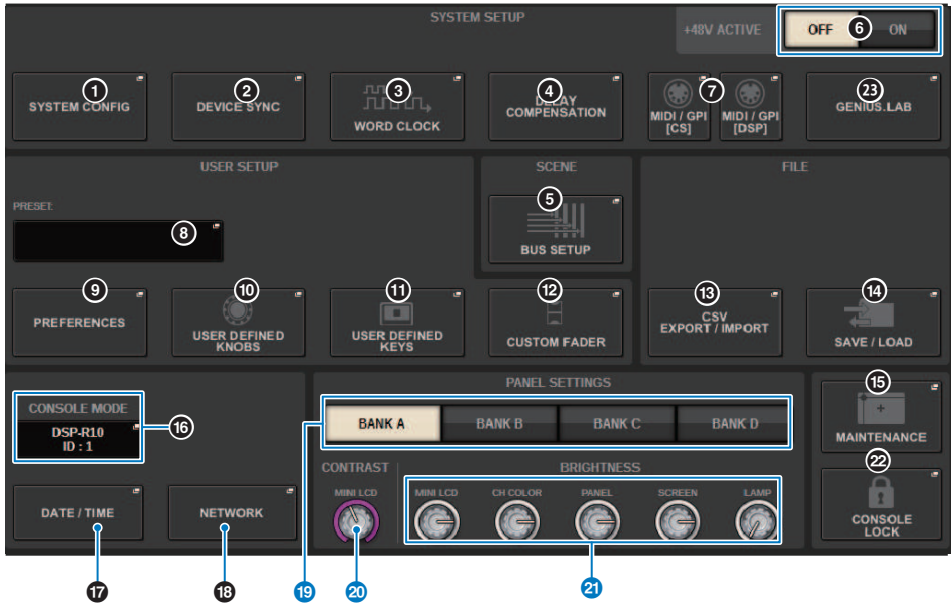 SYSTEM SETUP
+48V ACTIVE
OFF
6
ON
1
SYSTEM CONFIG
2
DEVICE SYNC
3
WORD CLOCK
4
DELAY
COMPENSATION
7
MIDI / GPI
[CS]
MIDI / GPI
[DSP]
23
GENIUS.LAB
USER SETUP
PRESET:
8
SCENE
5
BUS SETUP
FILE
9
PREFERENCES
10
USER DEFINED
KNOBS
11
USER DEFINED
KEYS
12
CUSTOM FADER
13
CSV
EXPORT / IMPORT
14
SAVE / LOAD
CONSOLE MODE
DSP-R10
ID : 1
16
DATE / TIME
NETWORK
PANEL SETTINGS
BANK A
BANK B
BANK C
BANK D
CONTRAST
BRIGHTNESS
MINI LCD
MINI LCD
CH COLOR
PANEL
SCREEN
LAMP
15
MAINTENANCE
22
CONSOLE
LOCK
17
18
19
20
21